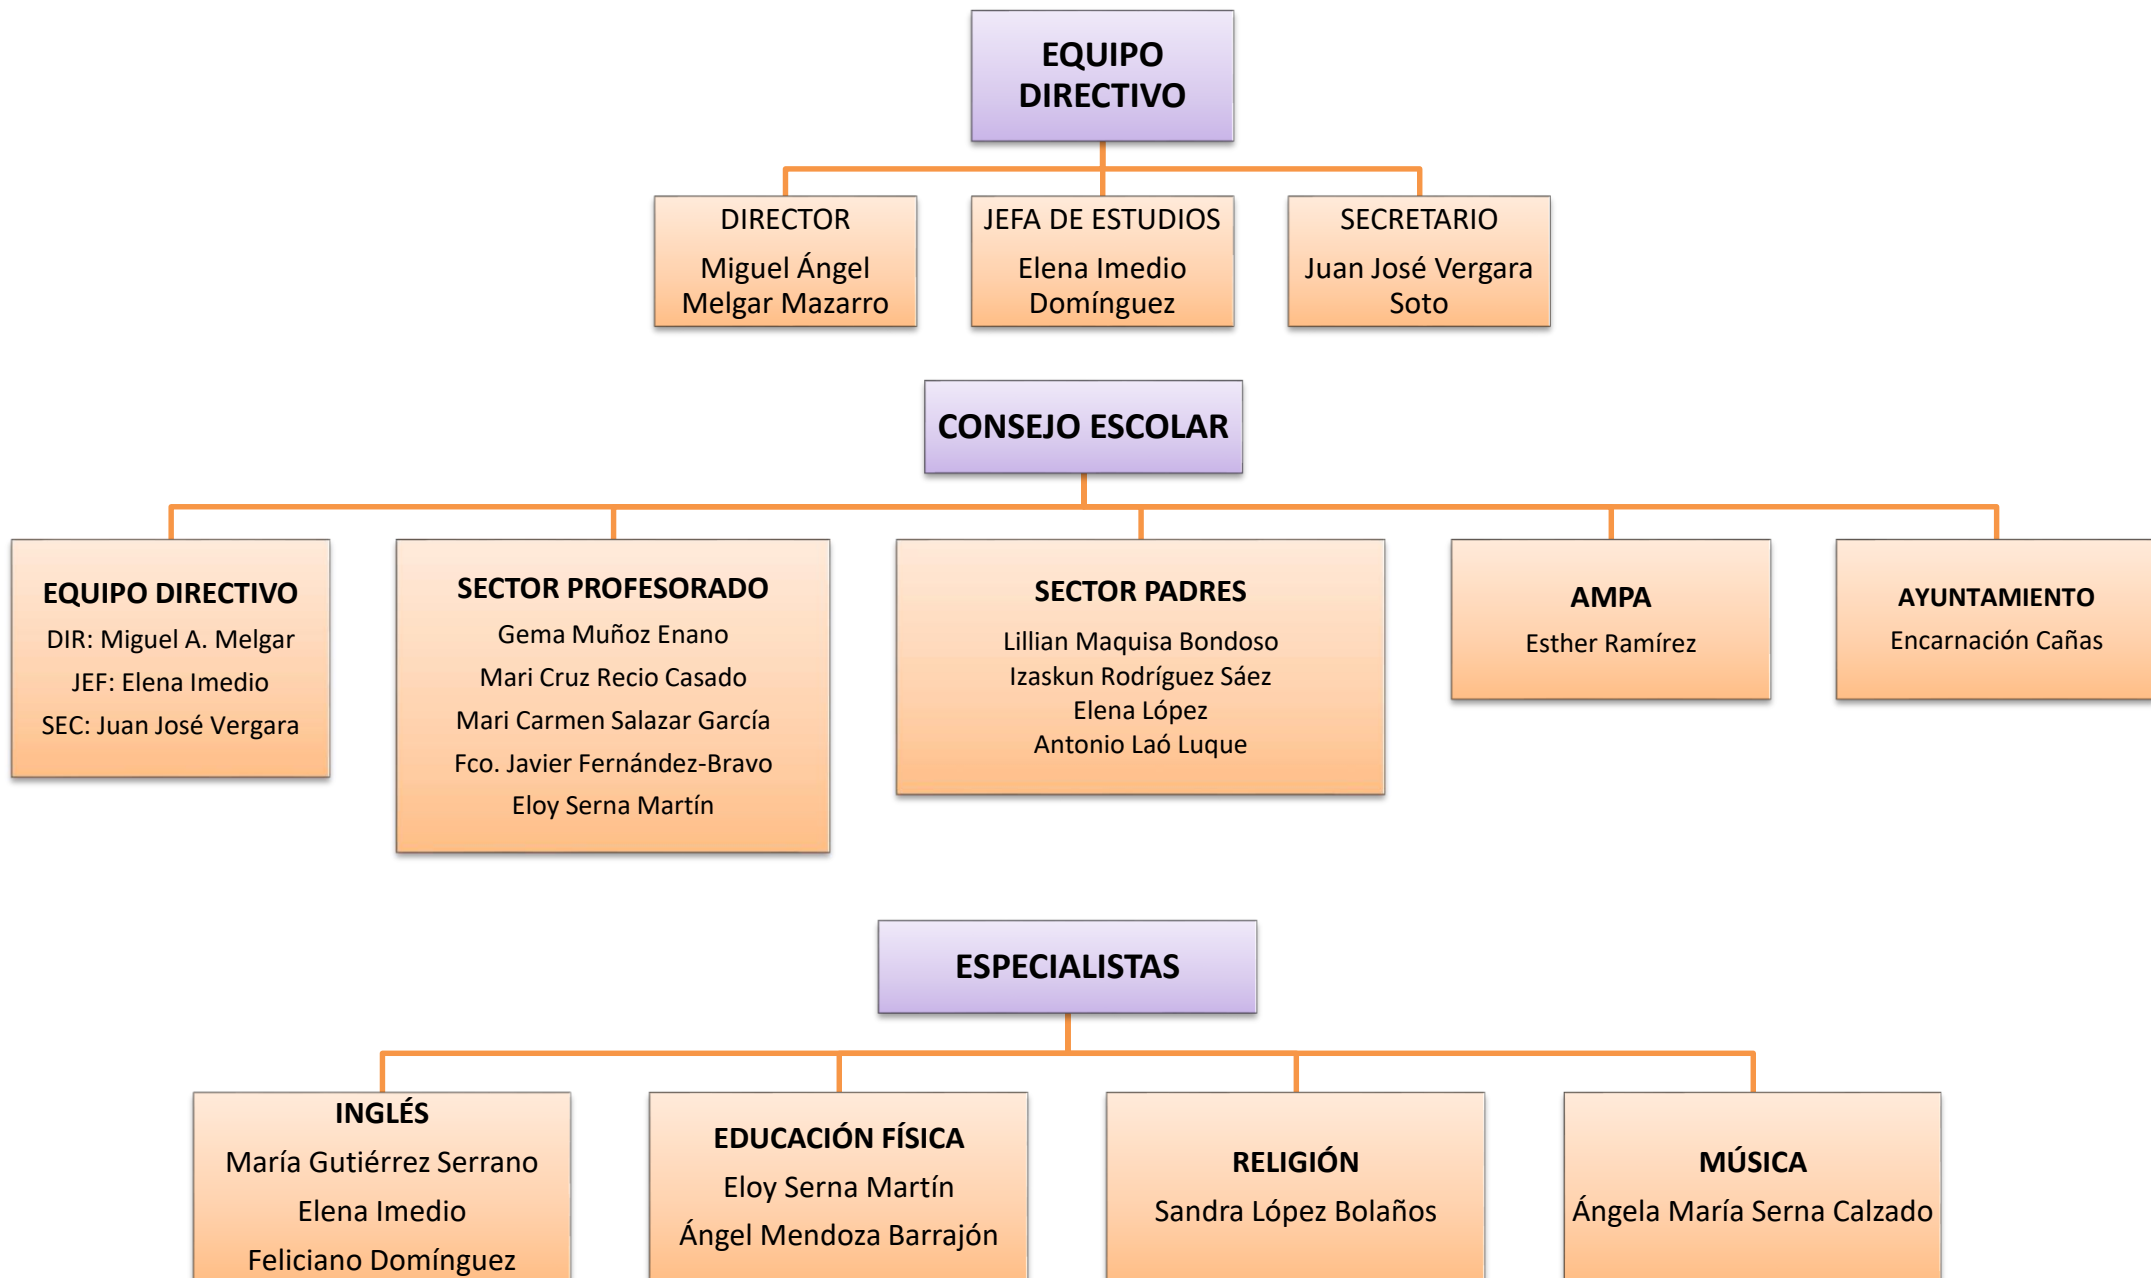 EQUIPO
DIRECTIVO
DIRECTOR
Miguel Ángel
Melgar Mazarro
JEFA DE ESTUDIOS
Elena Imedio
Domínguez
SECRETARIO
Juan José Vergara
Soto
CONSEJO ESCOLAR
EQUIPO DIRECTIVO
DIR: Miguel A. Melgar
JEF: Elena Imedio
SEC: Juan José Vergara
SECTOR PROFESORADO
Gema Muñoz Enano
Mari Cruz Recio Casado
Mari Carmen Salazar García
Fco. Javier Fernández-Bravo
Eloy Serna Martín
SECTOR PADRES
Lillian Maquisa Bondoso
Izaskun Rodríguez Sáez
Elena López
Antonio Laó Luque
AMPA
Esther Ramírez
AYUNTAMIENTO
Encarnación Cañas
ESPECIALISTAS
INGLÉS
María Gutiérrez Serrano
Elena Imedio
Feliciano Domínguez
EDUCACIÓN FÍSICA
Eloy Serna Martín
Ángel Mendoza Barrajón
RELIGIÓN
Sandra López Bolaños
MÚSICA
Ángela María Serna Calzado